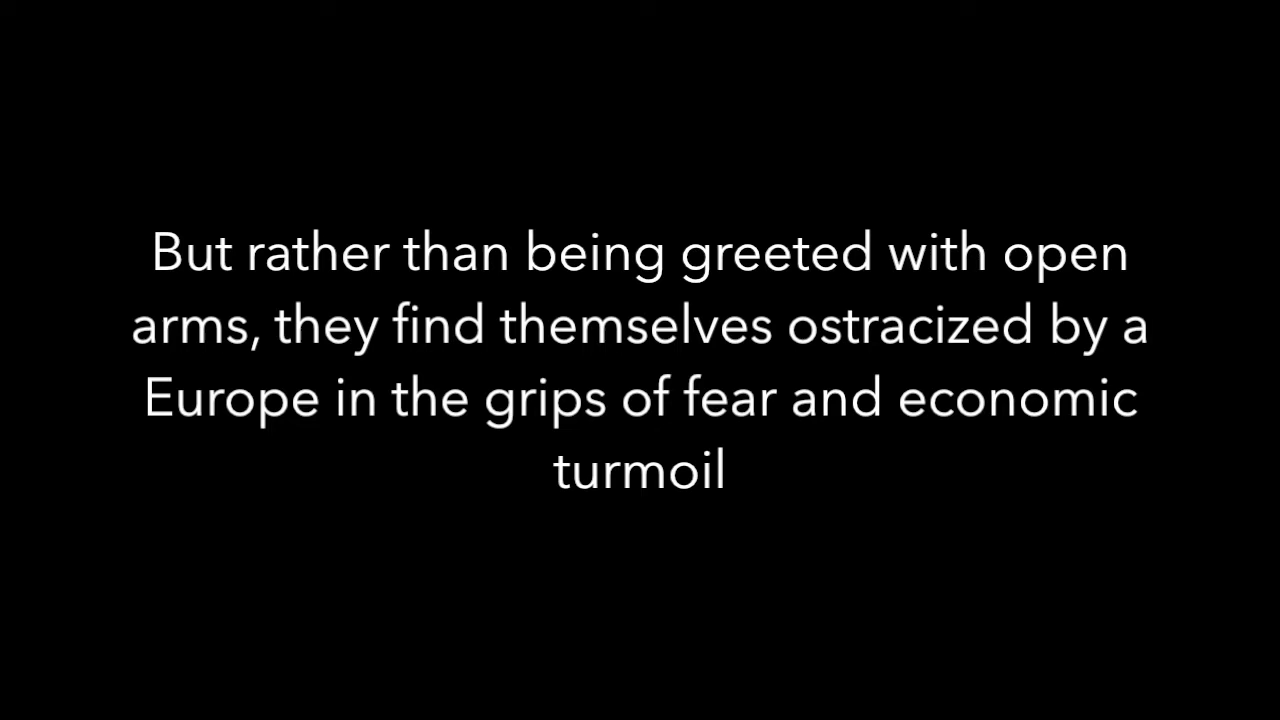 But rather than being greeted with open
arms, they find themselves ostracized by a
Europe in the grips of fear and economic
turmoil